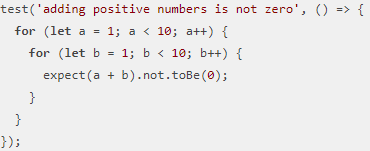 test('adding positive numbers is not zero', () => {
  for (let a = 1; a < 10; a++) {
    for (let b = 1; b < 10; b++) {
      expect(a + b).not.toBe(0);
    }
  }
});